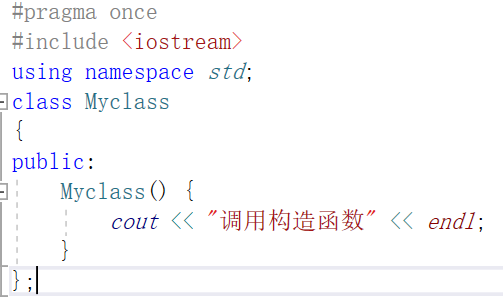 #pragma once
#include <iostream>
using namespace std;
class Myclass
{
public:
    Myclass() {
        cout << "调用构造函数" << endl;
    }
};